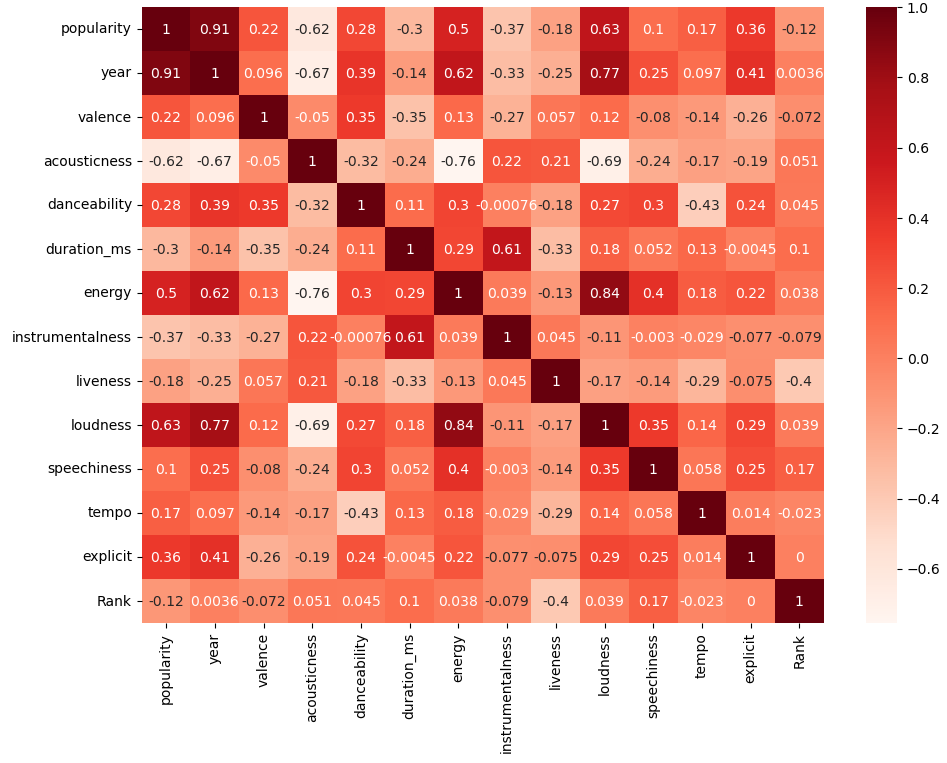 popularity 1 0.91 0.22 -0.62 0.28 -0.3 0.5 -0.37 -0.18 0.63 0.1 0.17 0.36 -0.12
year 0.91 1 0.096 -0.67 0.39 -0.14 0.62 -0.33 -0.25 0.77 0.25 0.097 0.41 0.0036
valence 0.22 0.096 1 -0.05 0.35 -0.35 0.13 -0.27 0.057 0.12 -0.08 -0.14 -0.26 -0.072
acousticness -0.62 -0.67 -0.05 1 -0.32 -0.24 -0.76 0.22 0.21 -0.69 -0.24 -0.17 -0.19 0.051
danceability 0.28 0.39 0.35 -0.32 1 0.11 0.3 -0.00076 -0.18 0.27 0.3 -0.43 0.24 0.045
duration_ms -0.3 -0.14 -0.35 -0.24 0.11 1 0.29 0.61 -0.33 0.18 0.052 0.13 -0.0045 0.1
energy 0.5 0.62 0.13 -0.76 0.3 0.29 1 0.039 -0.13 0.84 0.4 0.18 0.22 0.038
instrumentalness -0.37 -0.33 -0.27 0.22 -0.00076 0.61 0.039 1 0.045 -0.11 -0.003 -0.029 -0.077 -0.079
liveness -0.18 -0.25 0.057 0.21 -0.18 -0.33 -0.13 0.045 1 -0.17 -0.14 -0.29 -0.075 -0.4
loudness 0.63 0.77 0.12 -0.69 0.27 0.18 0.84 -0.11 -0.17 1 0.35 0.14 0.29 0.039
speechiness 0.1 0.25 -0.08 -0.24 0.3 0.052 0.4 -0.003 -0.14 0.35 1 0.058 0.25 0.17
tempo 0.17 0.097 -0.14 -0.17 -0.43 0.13 0.18 -0.029 -0.29 0.14 0.058 1 0.014 -0.023
explicit 0.36 0.41 -0.26 -0.19 0.24 -0.0045 0.22 -0.077 -0.075 0.29 0.25 0.014 1 0
Rank -0.12 0.0036 -0.072 0.051 0.045 0.1 0.038 -0.079 -0.4 0.039 0.17 -0.023 0 1
popularity
year
valence
acousticness
danceability
duration_ms
energy
instrumentalness
liveness
loudness
speechiness
tempo
explicit
Rank
1.0
0.8
0.6
0.4
0.2
0.0
−0.2
−0.4
−0.6